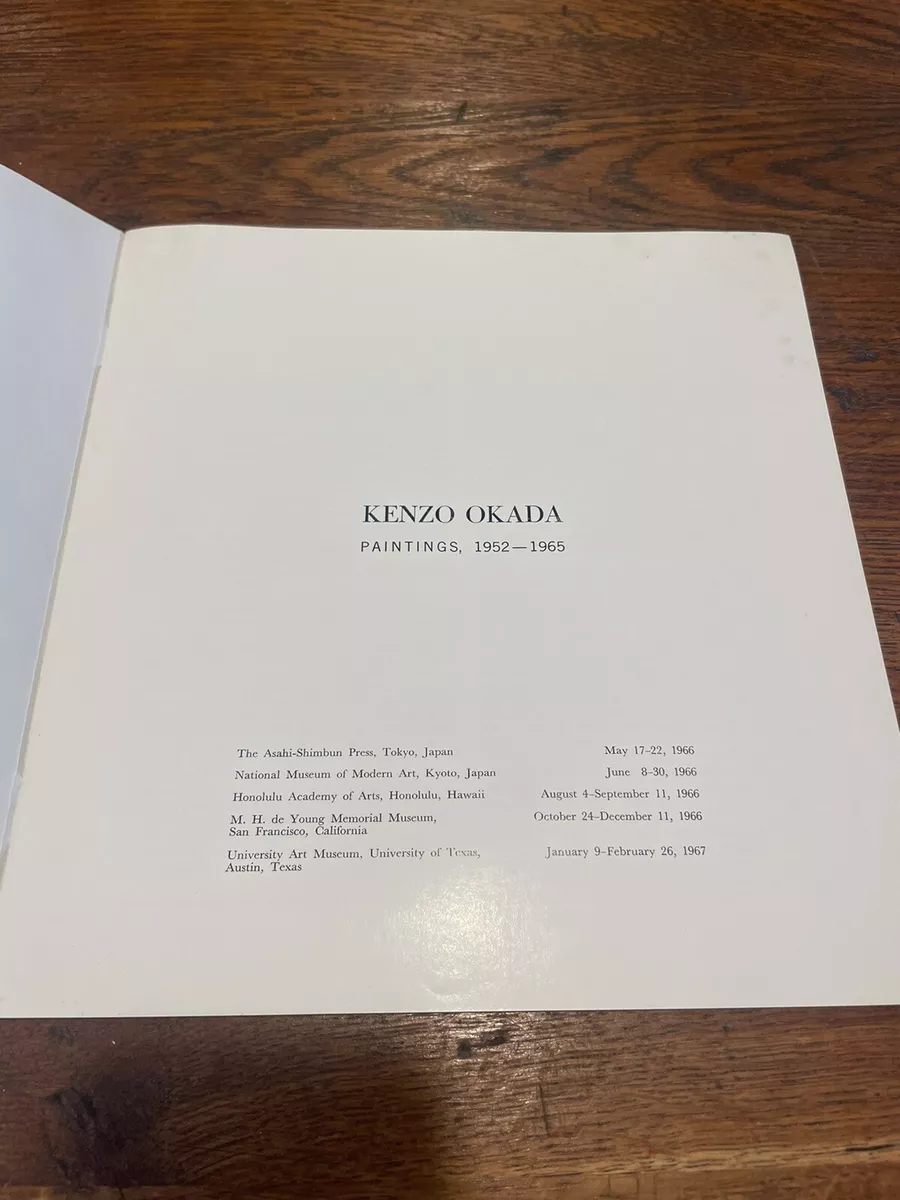 KENZO OKADA
PAINTINGS, 1952—1965
The Asahi-Shimbun Press, Tokyo, Japan May 17–22, 1966
National Museum of Modern Art, Kyoto, Japan June 8–30, 1966
Honolulu Academy of Arts, Honolulu, Hawaii August 4–September 11, 1966
M. H. de Young Memorial Museum, October 24–December 11, 1966
San Francisco, California
University Art Museum, University of Texas, January 9–February 26, 1967
Austin, Texas